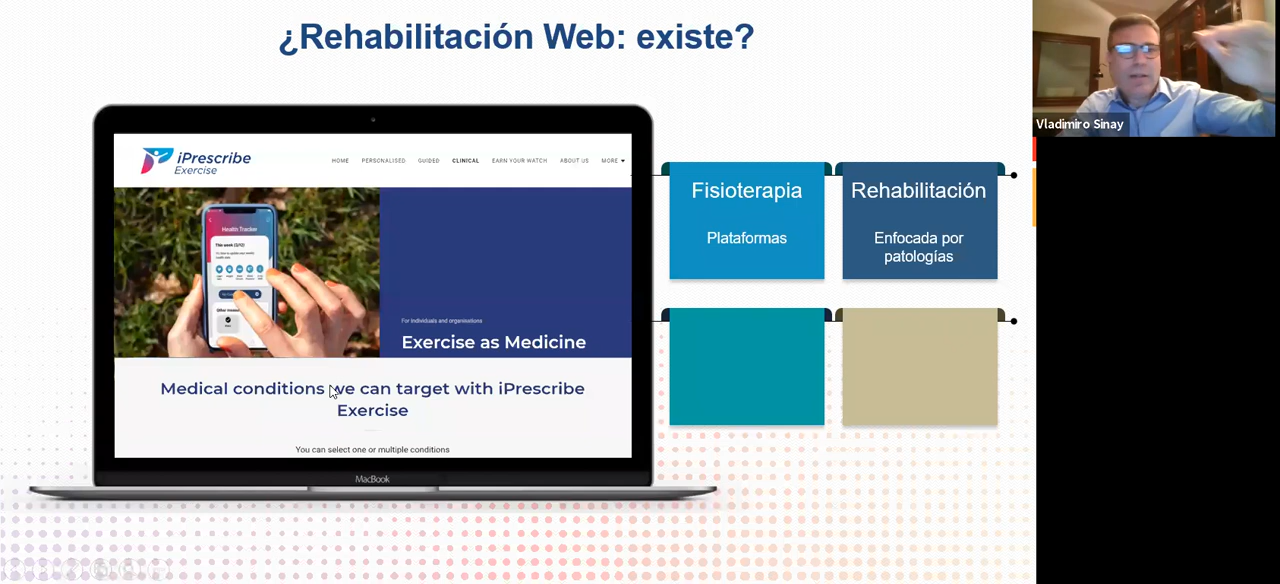 ¿Rehabilitación Web: existe?
Vladimiro Sinay
iPrescribe
Exercise
HOME PERSONALISED GUIDED CLINICAL EARN YOUR WATCH ABOUT US MORE
Health Tracker
This week
For individuals and organisations
Exercise as Medicine
Medical conditions we can target with iPrescribe
Exercise
You can select one or multiple conditions
MacBook
Fisioterapia
Plataformas
Rehabilitación
Enfocada por
patologías